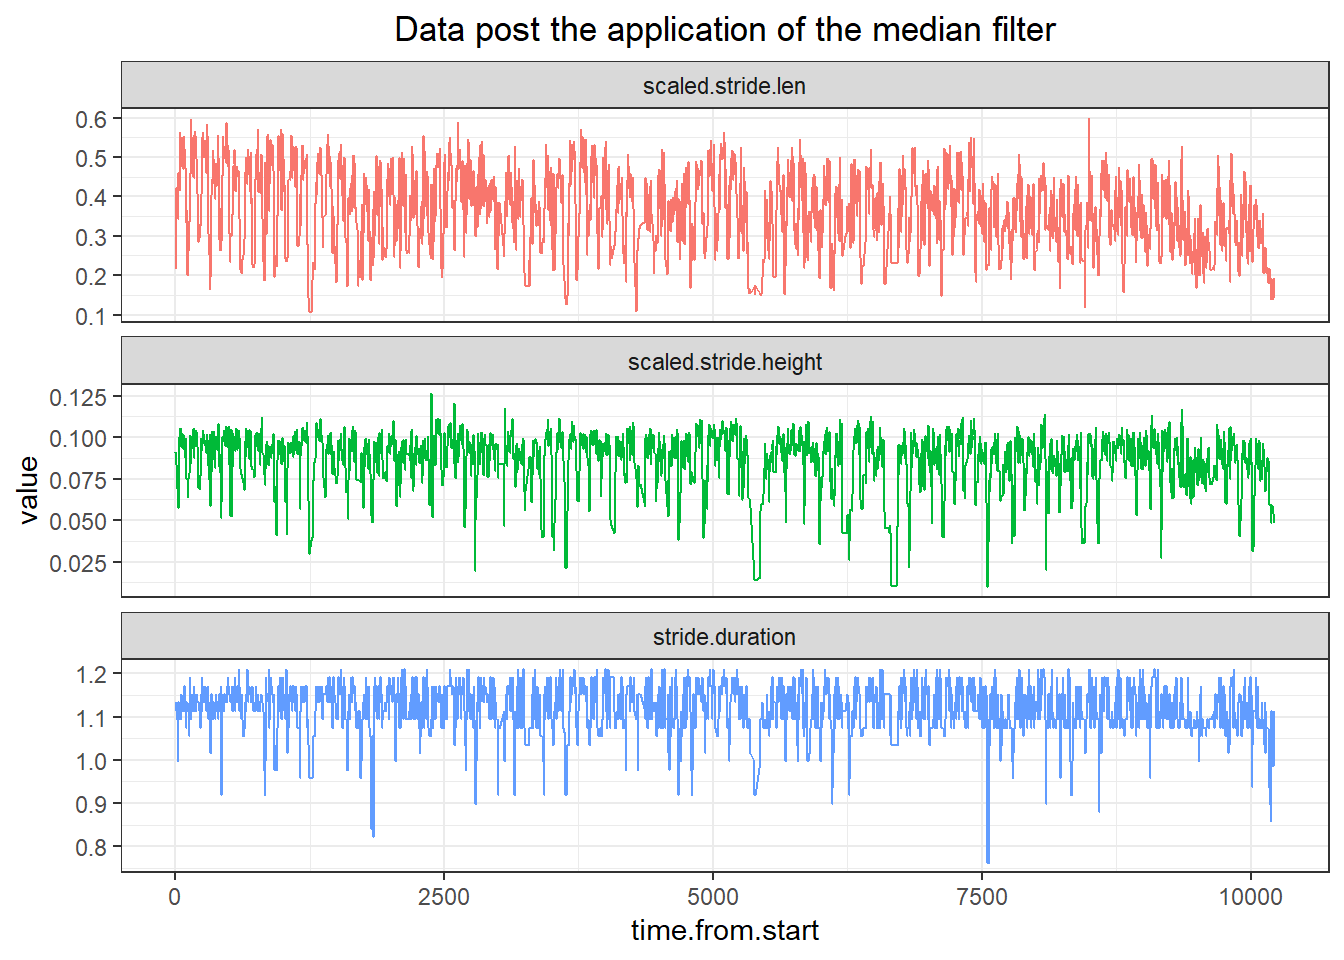 Data post the application of the median filter
scaled.stride.len
0.6
0.5
0.4
0.3
0.2
0.1
scaled.stride.height
0.125
0.100
0.075
0.050
0.025
value
stride.duration
1.2
1.1
1.0
0.9
0.8
0 2500 5000 7500 10000
time.from.start